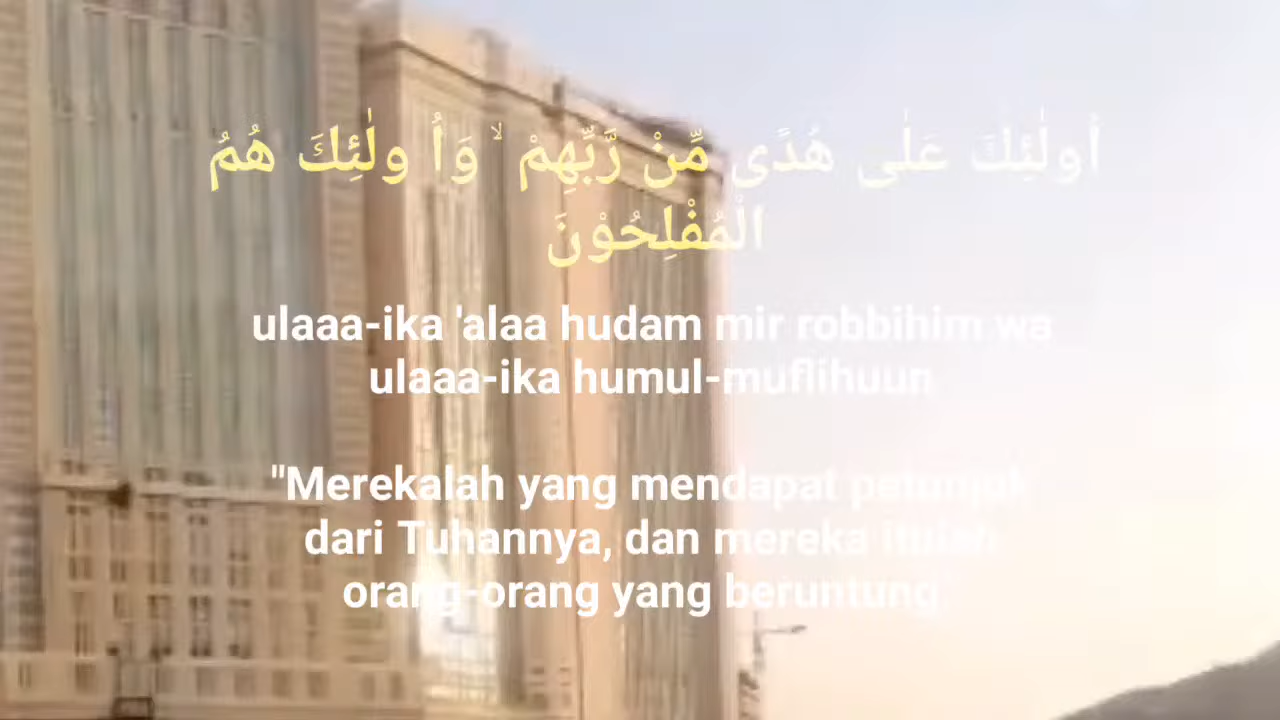 أُولٰئِكَ عَلٰى هُدًى مِّنْ رَّبِّهِمْ ۙ وَأُ ولٰئِكَ هُمُ
الْمُفْلِحُوْنَ
ulaaa-ika 'alaa hudam mir robbihim wa
ulaaa-ika humul-muflihuun
"Merekalah yang mendapat petunjuk
dari Tuhannya, dan mereka itulah
orang-orang yang beruntung